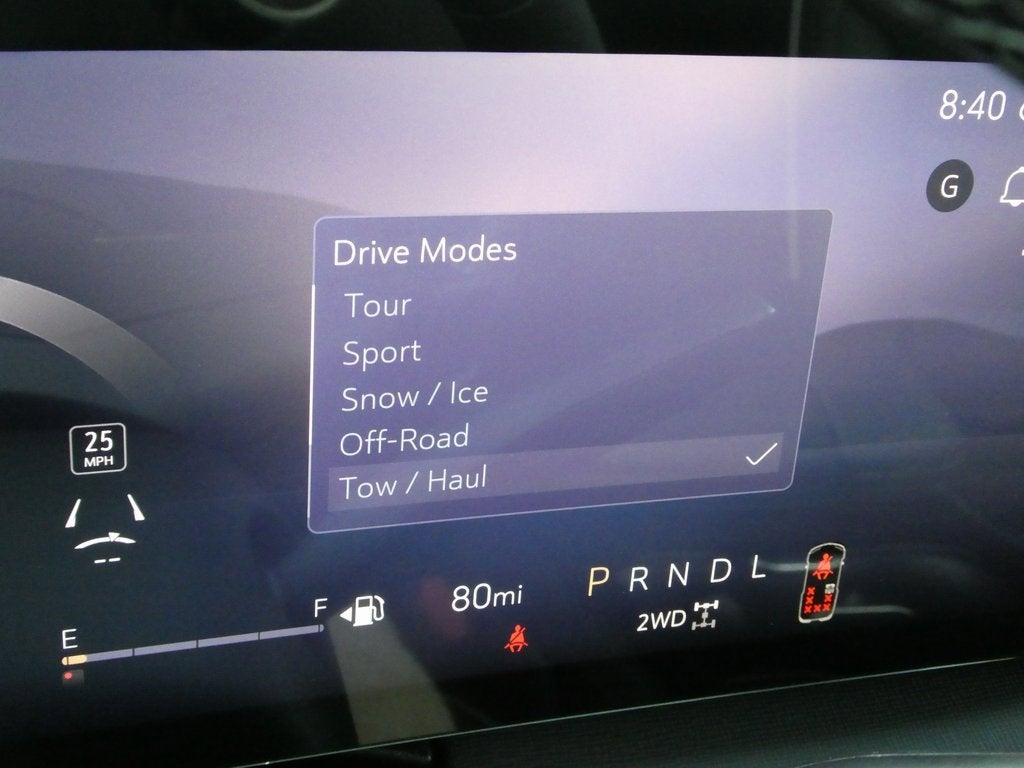 8:40
G
Drive Modes
Tour
Sport
Snow / Ice
Off-Road
Tow / Haul
25
MPH
--
E
F
80mi
P R N D L
2WD